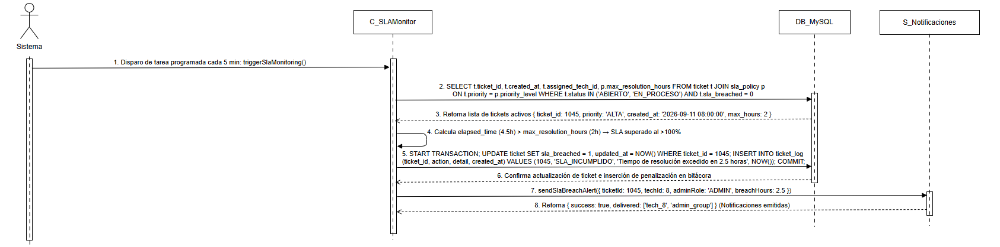 Sistema
C_SLAMonitor
DB_MySQL
S_Notificaciones
1. Disparo de tarea programada cada 5 min: triggerSlaMonitoring()
2. SELECT t.ticket_id, t.created_at, t.assigned_tech_id, p.max_resolution_hours FROM ticket t JOIN sla_policy p
ON t.priority = p.priority_level WHERE t.status IN ('ABIERTO', 'EN_PROCESO') AND t.sla_breached = 0
3. Retorna lista de tickets activos { ticket_id: 1045, priority: 'ALTA', created_at: '2026-09-11 08:00:00', max_hours: 2 }
4. Calcula elapsed_time (4.5h) > max_resolution_hours (2h) → SLA superado al >100%
5. START TRANSACTION; UPDATE ticket SET sla_breached = 1, updated_at = NOW() WHERE ticket_id = 1045; INSERT INTO ticket_log
(ticket_id, action, detail, created_at) VALUES (1045, 'SLA_INCUMPLIDO', 'Tiempo de resolución excedido en 2.5 horas', NOW()); COMMIT;
6. Confirma actualización de ticket e inserción de penalización en bitácora
7. sendSlaBreachAlert({ ticketId: 1045, techId: 8, adminRole: 'ADMIN', breachHours: 2.5 })
8. Retorna { success: true, delivered: ['tech_8', 'admin_group'] } (Notificaciones emitidas)